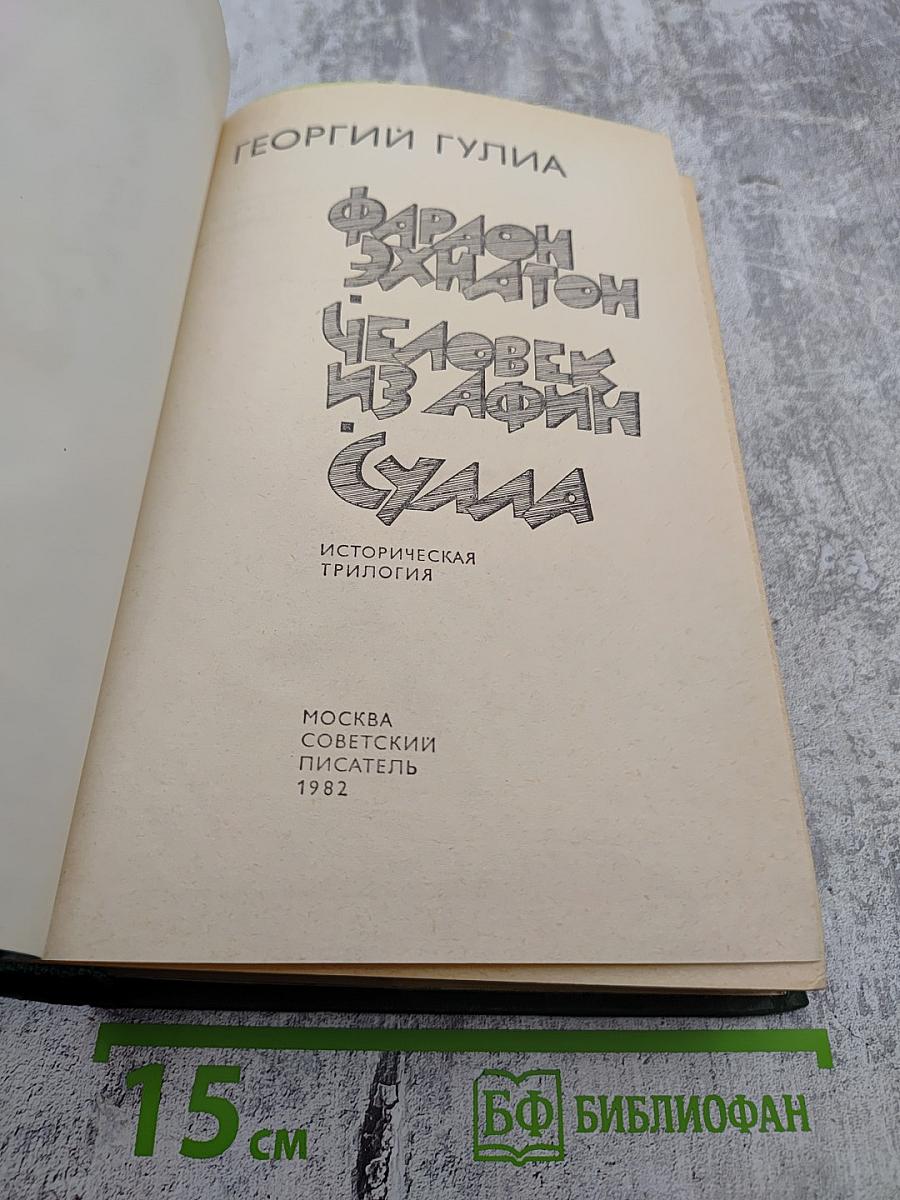 ГЕОРГИЙ ГУЛИА
ФАРАОН
ЭХНАТОН
ЧЕЛОВЕК
ИЗ АФИН
СУЛЛА
ИСТОРИЧЕСКАЯ
ТРИЛОГИЯ
МОСКВА
СОВЕТСКИЙ
ПИСАТЕЛЬ
1982
15 см
БФ БИБЛИОФАН